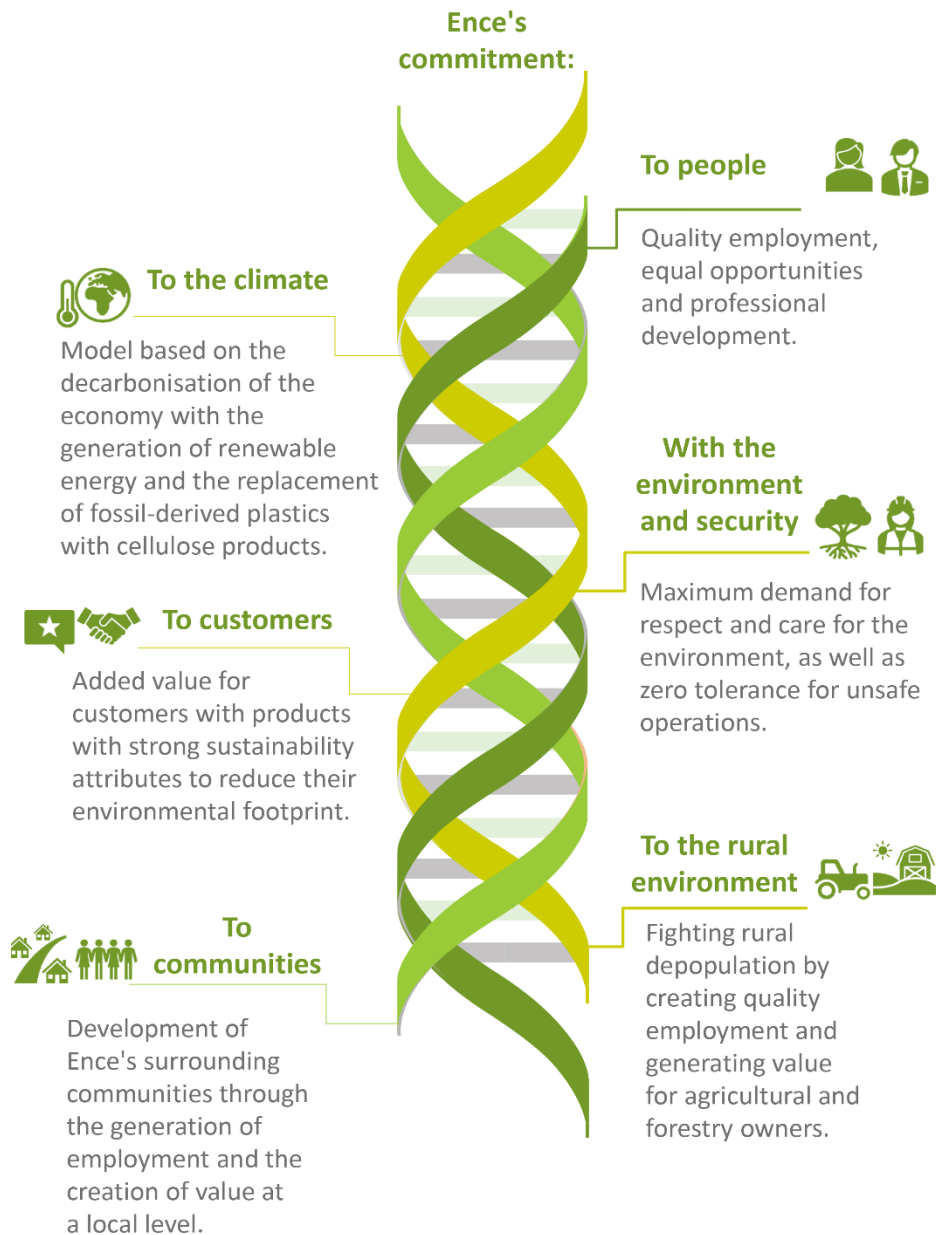 Ence's
commitment:
To people
Quality employment,
equal opportunities
and professional
development.
To the climate
Model based on the
decarbonisation of the
economy with the
generation of renewable
energy and the replacement
of fossil-derived plastics
with cellulose products.
With the
environment
and security
Maximum demand for
respect and care for the
environment, as well as
zero tolerance for unsafe
operations.
To customers
Added value for
customers with products
with strong sustainability
attributes to reduce their
environmental footprint.
To the rural
environment
Fighting rural
depopulation by
creating quality
employment and
generating value
for agricultural and
forestry owners.
To
communities
Development of
Ence's surrounding
communities through
the generation of
employment and the
creation of value at
a local level.